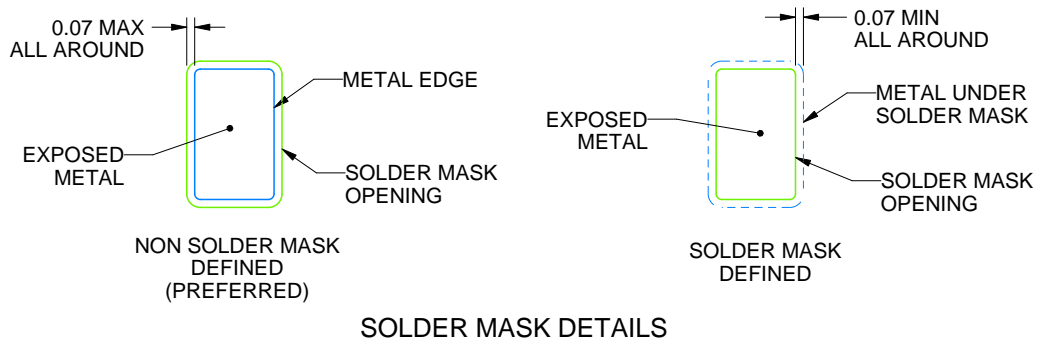 0.07 MAX
ALL AROUND
METAL EDGE
EXPOSED
METAL
SOLDER MASK
OPENING
NON SOLDER MASK
DEFINED
(PREFERRED)
0.07 MIN
ALL AROUND
METAL UNDER
SOLDER MASK
EXPOSED
METAL
SOLDER MASK
OPENING
SOLDER MASK
DEFINED
SOLDER MASK DETAILS